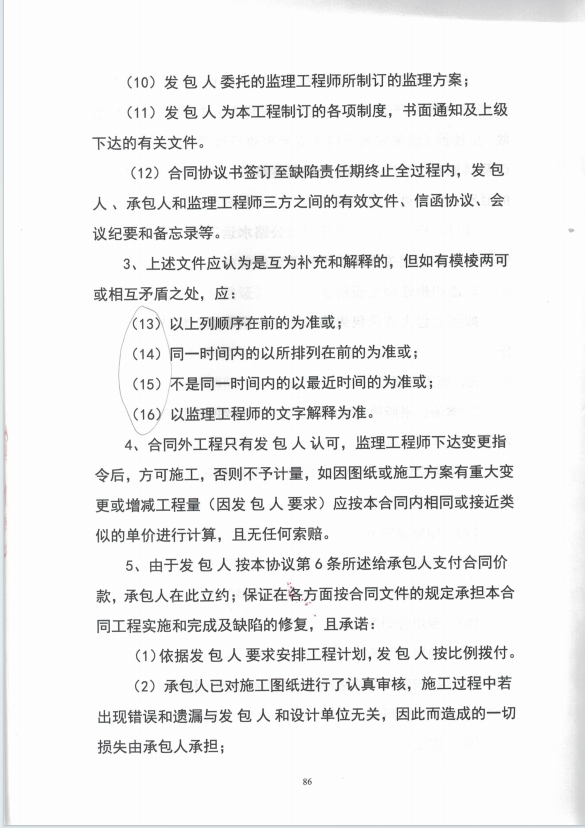 （10）发 包 人 委托的监理工程师所制订的监理方案；
（11）发 包 人 为本工程制订的各项制度，书面通知及上级
下达的有关文件。
（12）合同协议书签订至缺陷责任期终止全过程内，发 包
人 、承包人和监理工程师三方之间的有效文件、信函协议、会
议纪要和备忘录等。
3、上述文件应认为是互为补充和解释的，但如有模棱两可
或相互矛盾之处，应：
（13）以上列顺序在前的为准或；
（14）同一时间内的以所排列在前的为准或；
（15）不是同一时间内的以最近时间的为准或；
（16）以监理工程师的文字解释为准。
4、合同外工程只有发 包 人 认可，监理工程师下达变更指
令后，方可施工，否则不予计量，如因图纸或施工方案有重大变
更或增减工程量（因发 包 人 要求）应按本合同内相同或接近类
似的单价进行计算，且无任何索赔。
5、由于发 包 人 按本协议第 6 条所述给承包人支付合同价
款，承包人在此立约；保证在各方面按合同文件的规定承担本合
同工程实施和完成及缺陷的修复，且承诺：
（1）依据发 包 人 要求安排工程计划，发 包 人 按比例拨付。
（2）承包人已对施工图纸进行了认真审核，施工过程中若
出现错误和遗漏与发 包 人 和设计单位无关，因此而造成的一切
损失由承包人承担；
86